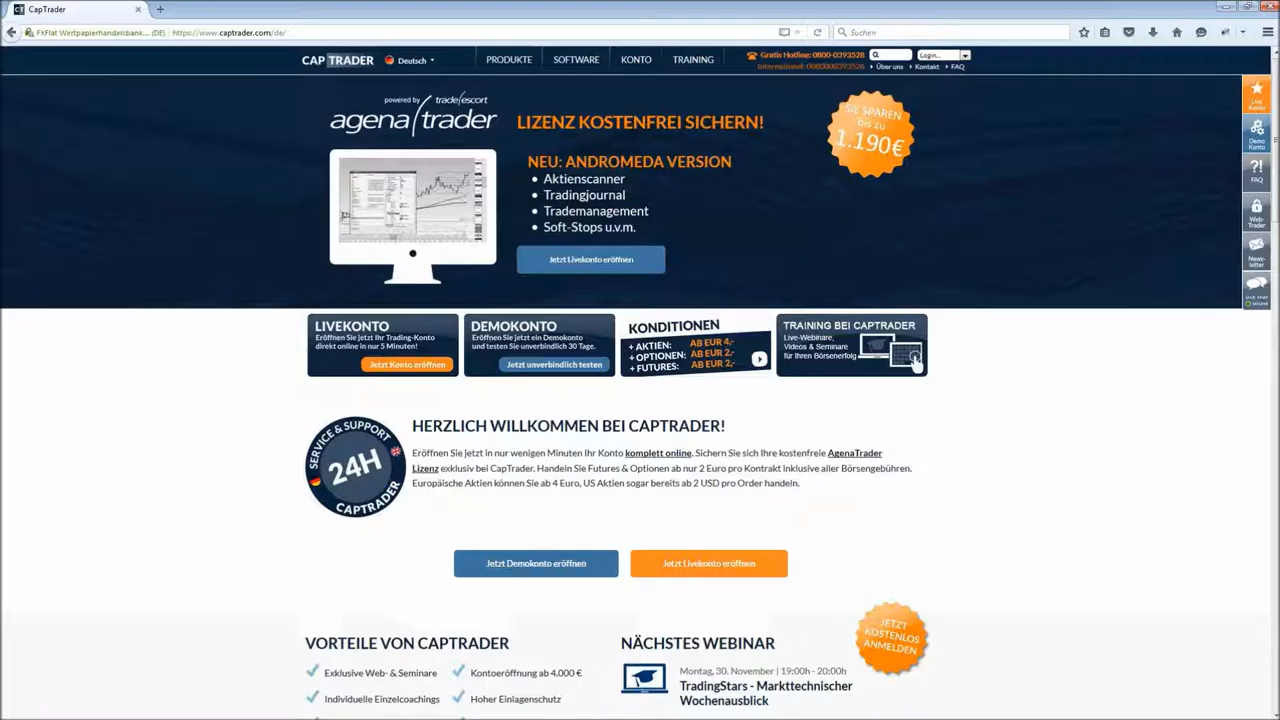 CapTrader
FXFlat Wertpapierhandelsbank... (DE)
https://www.captrader.com/de/
Suchen
CAP TRADER
Deutsch
PRODUKTE
SOFTWARE
KONTO
TRAINING
Gratis Hotline: 0800-0393528
Login...
Über uns
Kontakt
FAQ
powered by tradeescort
agenatrader
LIZENZ KOSTENFREI SICHERN!
NEU: ANDROMEDA VERSION
• Aktienscanner
• Tradingjournal
• Trademanagement
• Soft-Stops u.v.m.
Jetzt Livekonto eröffnen
SIE SPAREN
bis zu
1.190€
Live
Konto
Demo
Konto
?!
FAQ
Web-
Trader
News-
letter
LIVE CHAT
LIVEKONTO
Eröffnen Sie jetzt Ihr Trading-Konto
direkt online in nur 5 Minuten!
Jetzt Konto eröffnen
DEMOKONTO
Eröffnen Sie jetzt ein Demokonto
und testen Sie unverbindlich 30 Tage.
Jetzt unverbindlich testen
KONDITIONEN
+ AKTIEN: AB EUR 4,-
+ OPTIONEN: AB EUR 2,-
+ FUTURES: AB EUR 2,-
TRAINING BEI CAPTRADER
Live-Webinare,
Videos & Seminare
für Ihren Börsenerfolg
SERVICE & SUPPORT
24H
CAPTRADER
HERZLICH WILLKOMMEN BEI CAPTRADER!
Eröffnen Sie jetzt in nur wenigen Minuten Ihr Konto komplett online. Sichern Sie sich Ihre kostenfreie AgenaTrader
Lizenz exklusiv bei CapTrader. Handeln Sie Futures & Optionen ab nur 2 Euro pro Kontrakt inklusive aller Börsengebühren.
Europäische Aktien können Sie ab 4 Euro, US Aktien sogar bereits ab 2 USD pro Order handeln.
Jetzt Demokonto eröffnen
Jetzt Livekonto eröffnen
VORTEILE VON CAPTRADER
Exklusive Web- & Seminare
Kontoeröffnung ab 4.000 €
Individuelle Einzelcoachings
Hoher Einlagenschutz
NÄCHSTES WEBINAR
JETZT
KOSTENLOS
ANMELDEN
Montag, 30. November | 19:00h - 20:00h
TradingStars - Markttechnischer
Wochenausblick